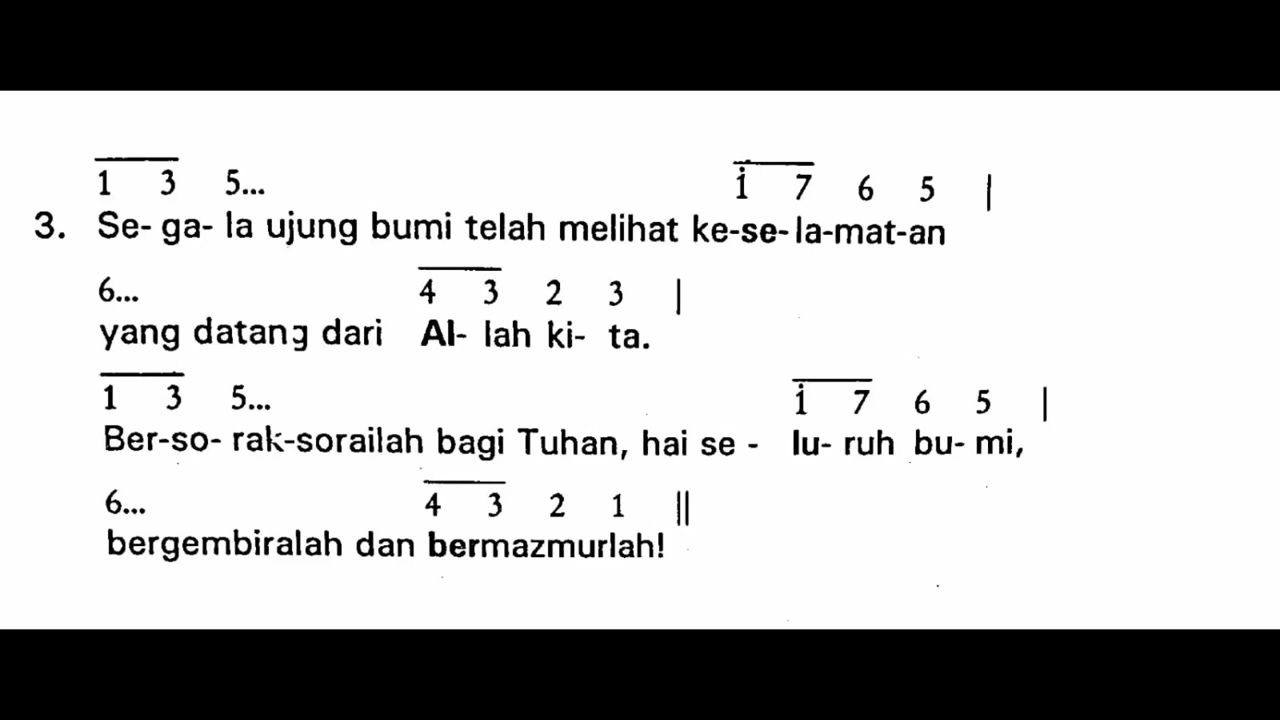 1 3 5... i 7 6 5 |
3. Se- ga- la ujung bumi telah melihat ke-se-la-mat-an
6... 4 3 2 3 |
yang datang dari Al- lah ki- ta.
1 3 5... i 7 6 5 |
Ber-so- rak-sorailah bagi Tuhan, hai se - lu- ruh bu- mi,
6... 4 3 2 1 ||
bergembiralah dan bermazmurlah!